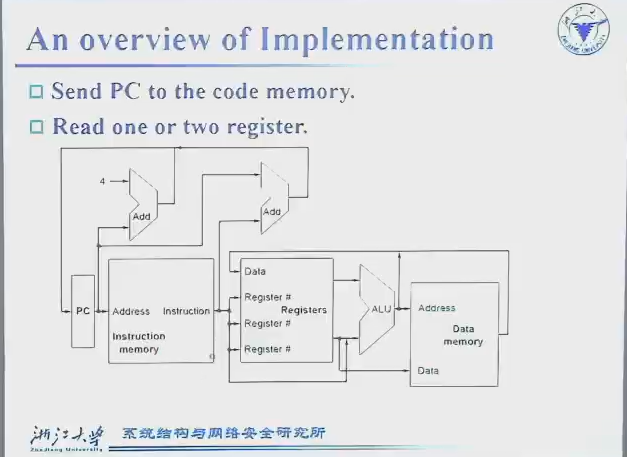 An overview of Implementation
Send PC to the code memory.
Read one or two register.
4
Add
Add
PC
Address
Instruction
Instruction
memory
Data
Register #
Registers
Register #
Register #
ALU
Address
Data
memory
Data
浙江大学
Zhejiang University
系统结构与网络安全研究所